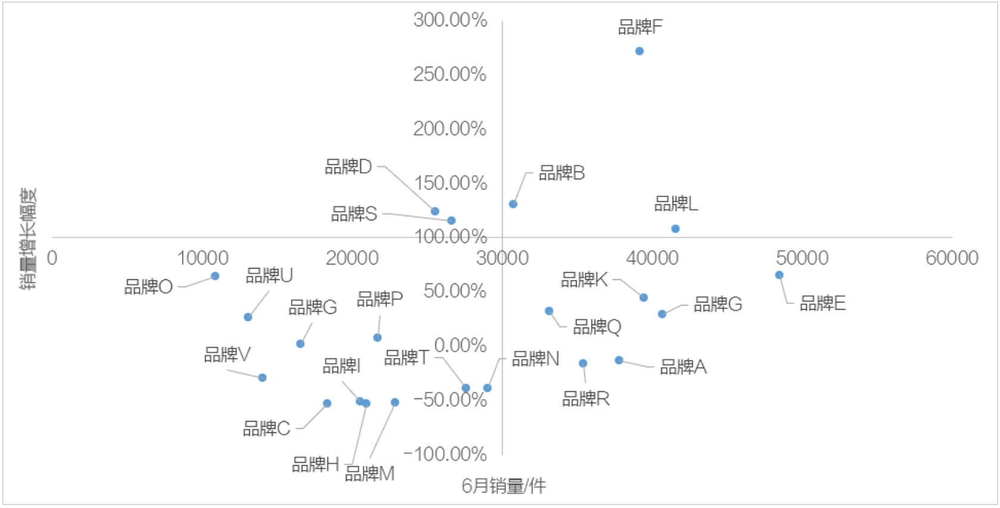 300.00%
品牌F
250.00%
200.00%
品牌D
品牌B
150.00%
品牌L
品牌S
100.00%
销量增长幅度
0
10000
20000
30000
40000
50000
60000
品牌O
品牌U
品牌K
50.00%
品牌G
品牌P
品牌G
品牌E
品牌Q
0.00%
品牌V
品牌T
品牌N
品牌I
品牌A
品牌R
-50.00%
品牌C
-100.00%
品牌H
品牌M
6月销量/件